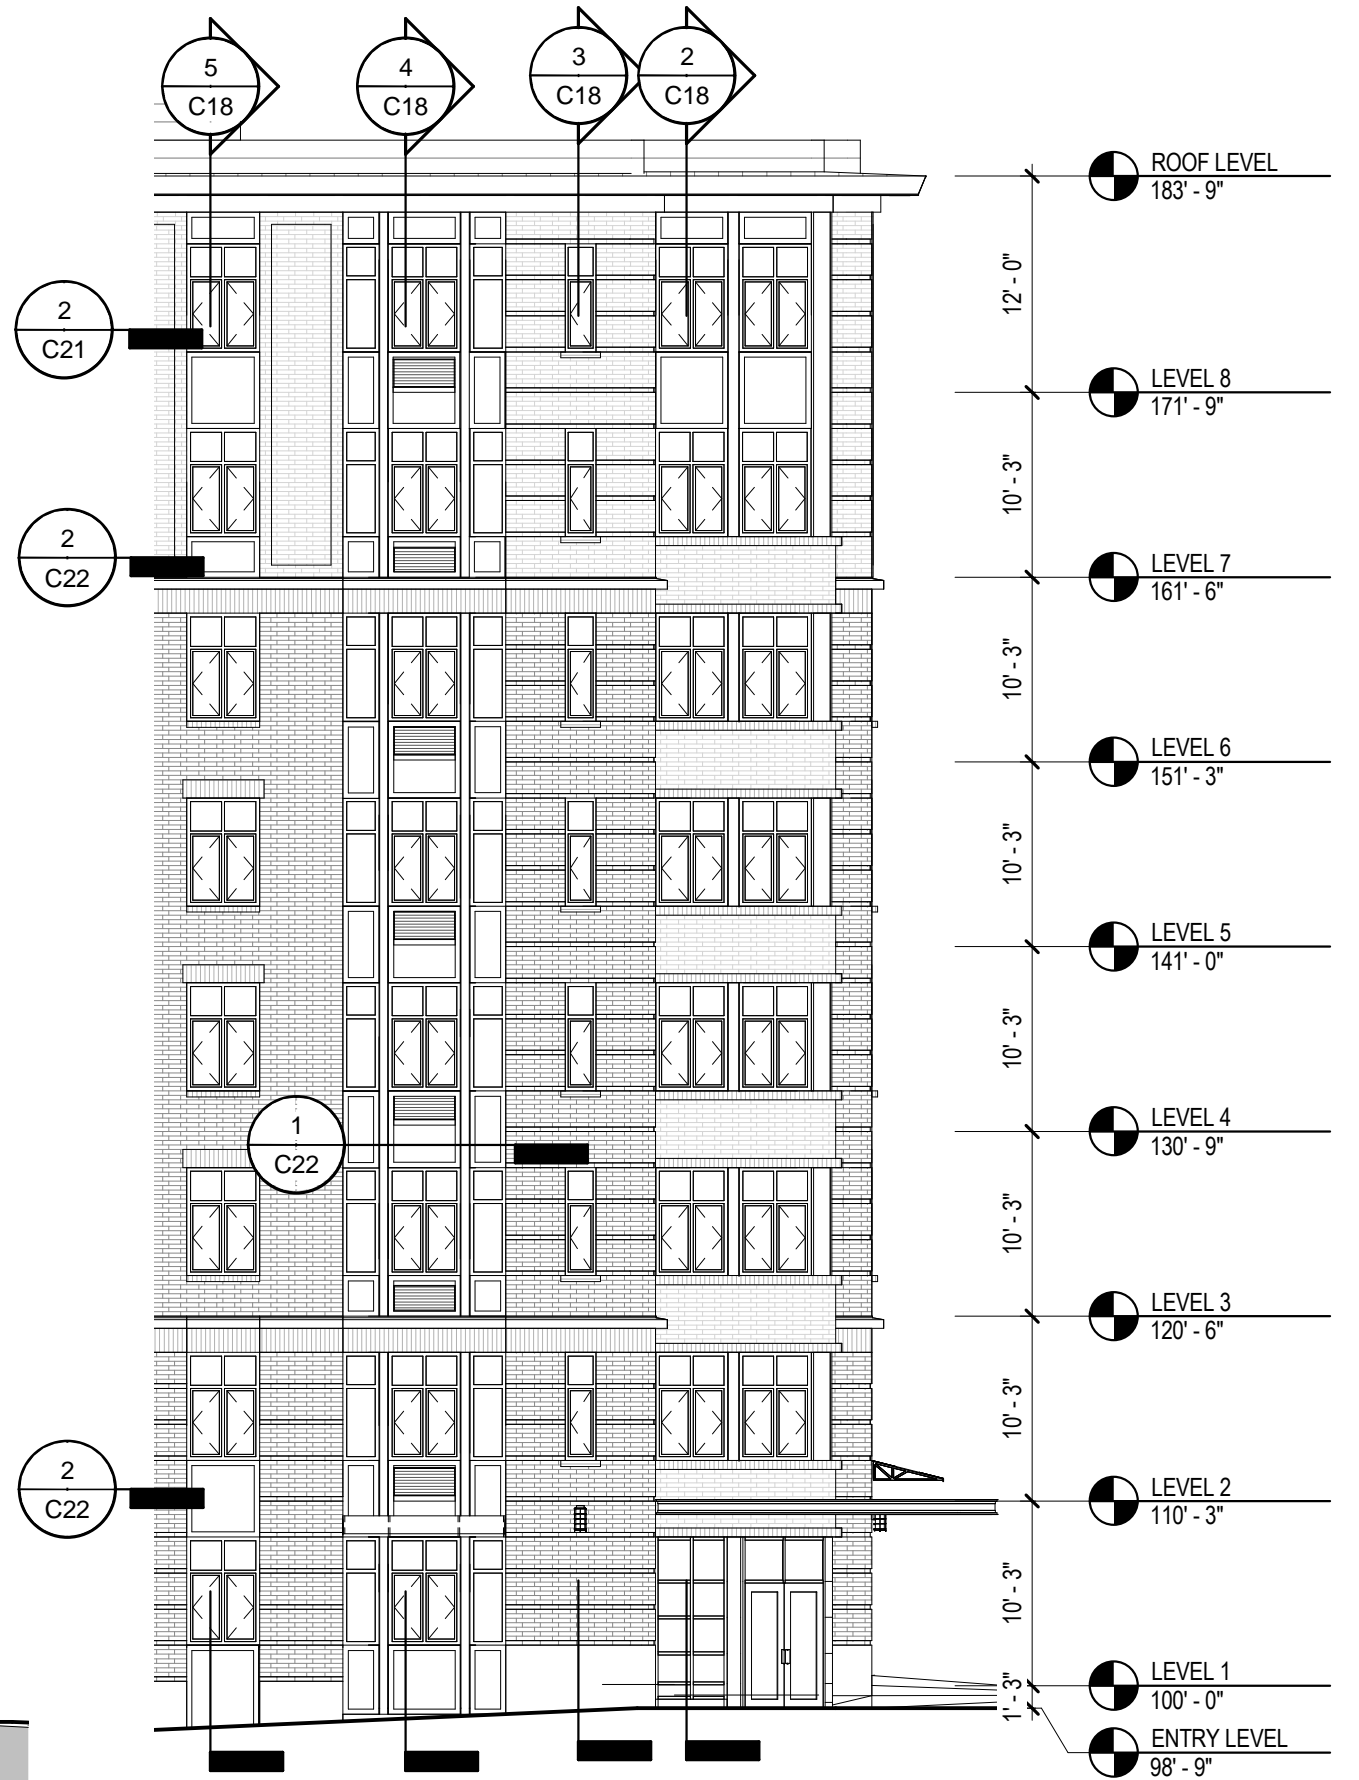 5
C18
4
C18
3
C18
2
C18
ROOF LEVEL
183' - 9"
12' - 0"
2
C21
LEVEL 8
171' - 9"
10' - 3"
2
C22
LEVEL 7
161' - 6"
10' - 3"
LEVEL 6
151' - 3"
10' - 3"
LEVEL 5
141' - 0"
10' - 3"
1
C22
LEVEL 4
130' - 9"
10' - 3"
LEVEL 3
120' - 6"
10' - 3"
2
C22
LEVEL 2
110' - 3"
10' - 3"
LEVEL 1
100' - 0"
1' - 3"
ENTRY LEVEL
98' - 9"